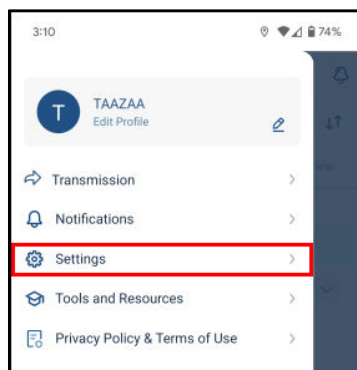 3:10 74%
T TAAZAA
Edit Profile
Transmission
Notifications
Settings
Tools and Resources
Privacy Policy & Terms of Use